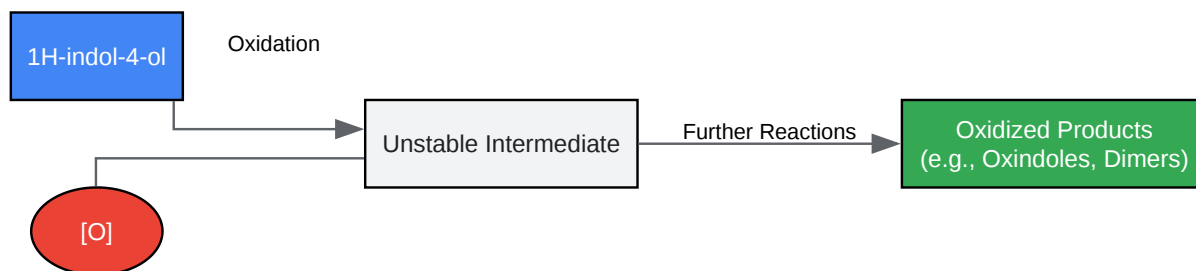 1H-indol-4-ol
Oxidation
Unstable Intermediate
Further Reactions
Oxidized Products
(e.g., Oxindoles, Dimers)
[O]